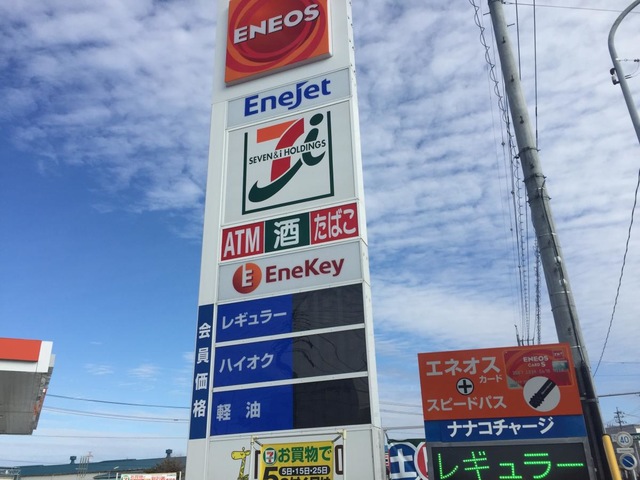 ENEOS
EneJet
SEVEN & i HOLDINGS
ATM 酒 たばこ
EneKey
会員価格
レギュラー
ハイオク
軽油
お買物で
5日・15日・25日
エネオス
カード
スピードパス
ENEOS
ナナコチャージ
レギュラー
40